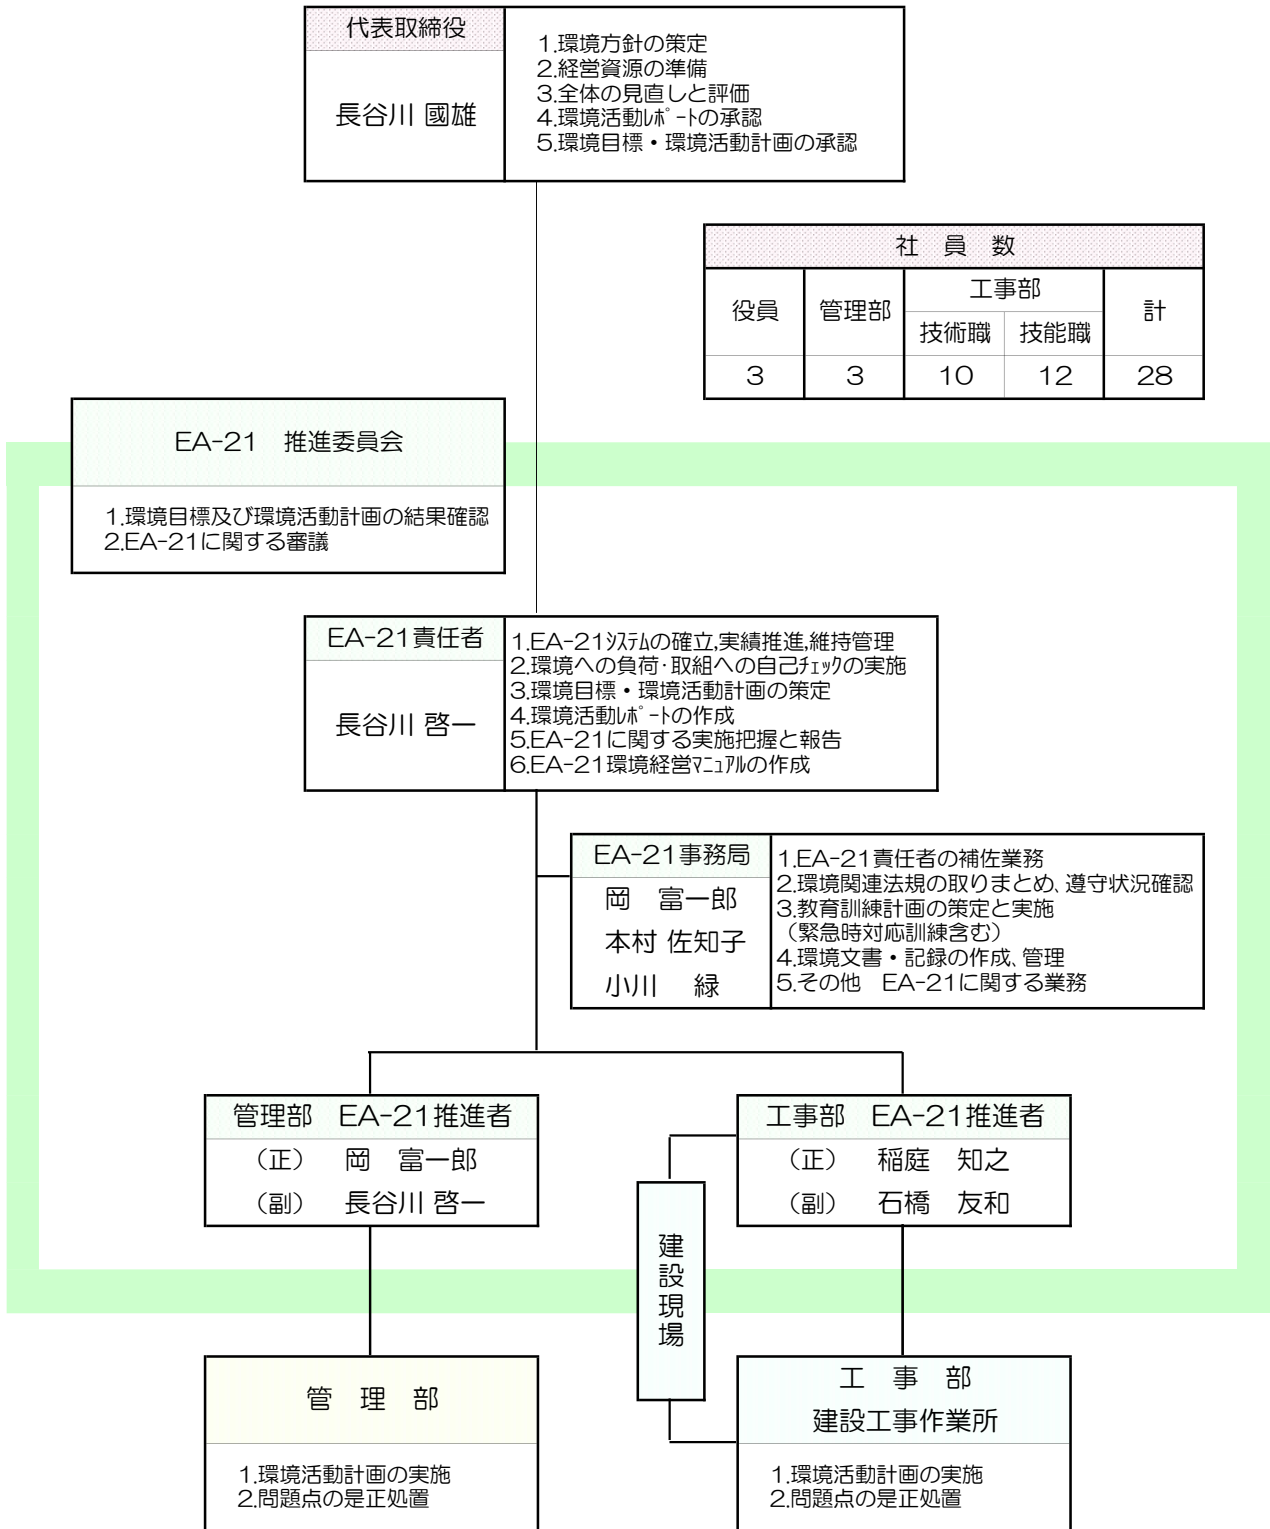 代表取締役
長谷川 國雄
1.環境方針の策定
2.経営資源の準備
3.全体の見直しと評価
4.環境活動ﾚﾎﾟｰﾄの承認
5.環境目標・環境活動計画の承認
社 員 数
役員 管理部 工事部 計
技術職 技能職
3 3 10 12 28
EA-21 推進委員会
1.環境目標及び環境活動計画の結果確認
2.EA-21に関する審議
EA-21責任者
長谷川 啓一
1.EA-21ｼｽﾃﾑの確立,実績推進,維持管理
2.環境への負荷･取組への自己ﾁｪｯｸの実施
3.環境目標・環境活動計画の策定
4.環境活動ﾚﾎﾟｰﾄの作成
5.EA-21に関する実施把握と報告
6.EA-21環境経営ﾏﾆｭｱﾙの作成
EA-21事務局
岡 富一郎
本村 佐知子
小川 緑
1.EA-21責任者の補佐業務
2.環境関連法規の取りまとめ、遵守状況確認
3.教育訓練計画の策定と実施
（緊急時対応訓練含む）
4.環境文書・記録の作成、管理
5.その他 EA-21に関する業務
管理部 EA-21推進者
（正） 岡 富一郎
（副） 長谷川 啓一
工事部 EA-21推進者
（正） 稲庭 知之
（副） 石橋 友和
建設現場
管 理 部
1.環境活動計画の実施
2.問題点の是正処置
工 事 部
建設工事作業所
1.環境活動計画の実施
2.問題点の是正処置